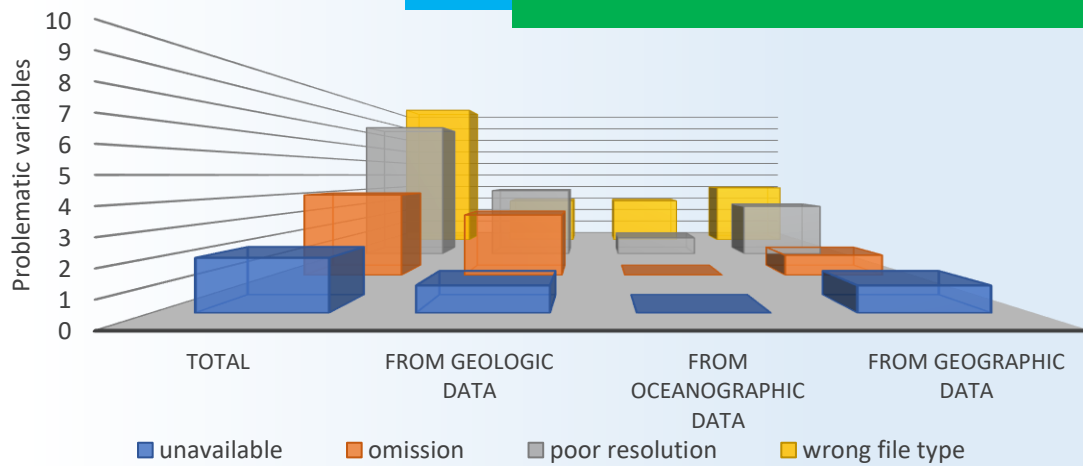 10
9
8
7
6
5
4
3
2
1
0
Problematic variables
TOTAL
FROM GEOLOGIC
DATA
FROM
OCEANOGRAPHIC
DATA
FROM GEOGRAPHIC
DATA
unavailable
omission
poor resolution
wrong file type